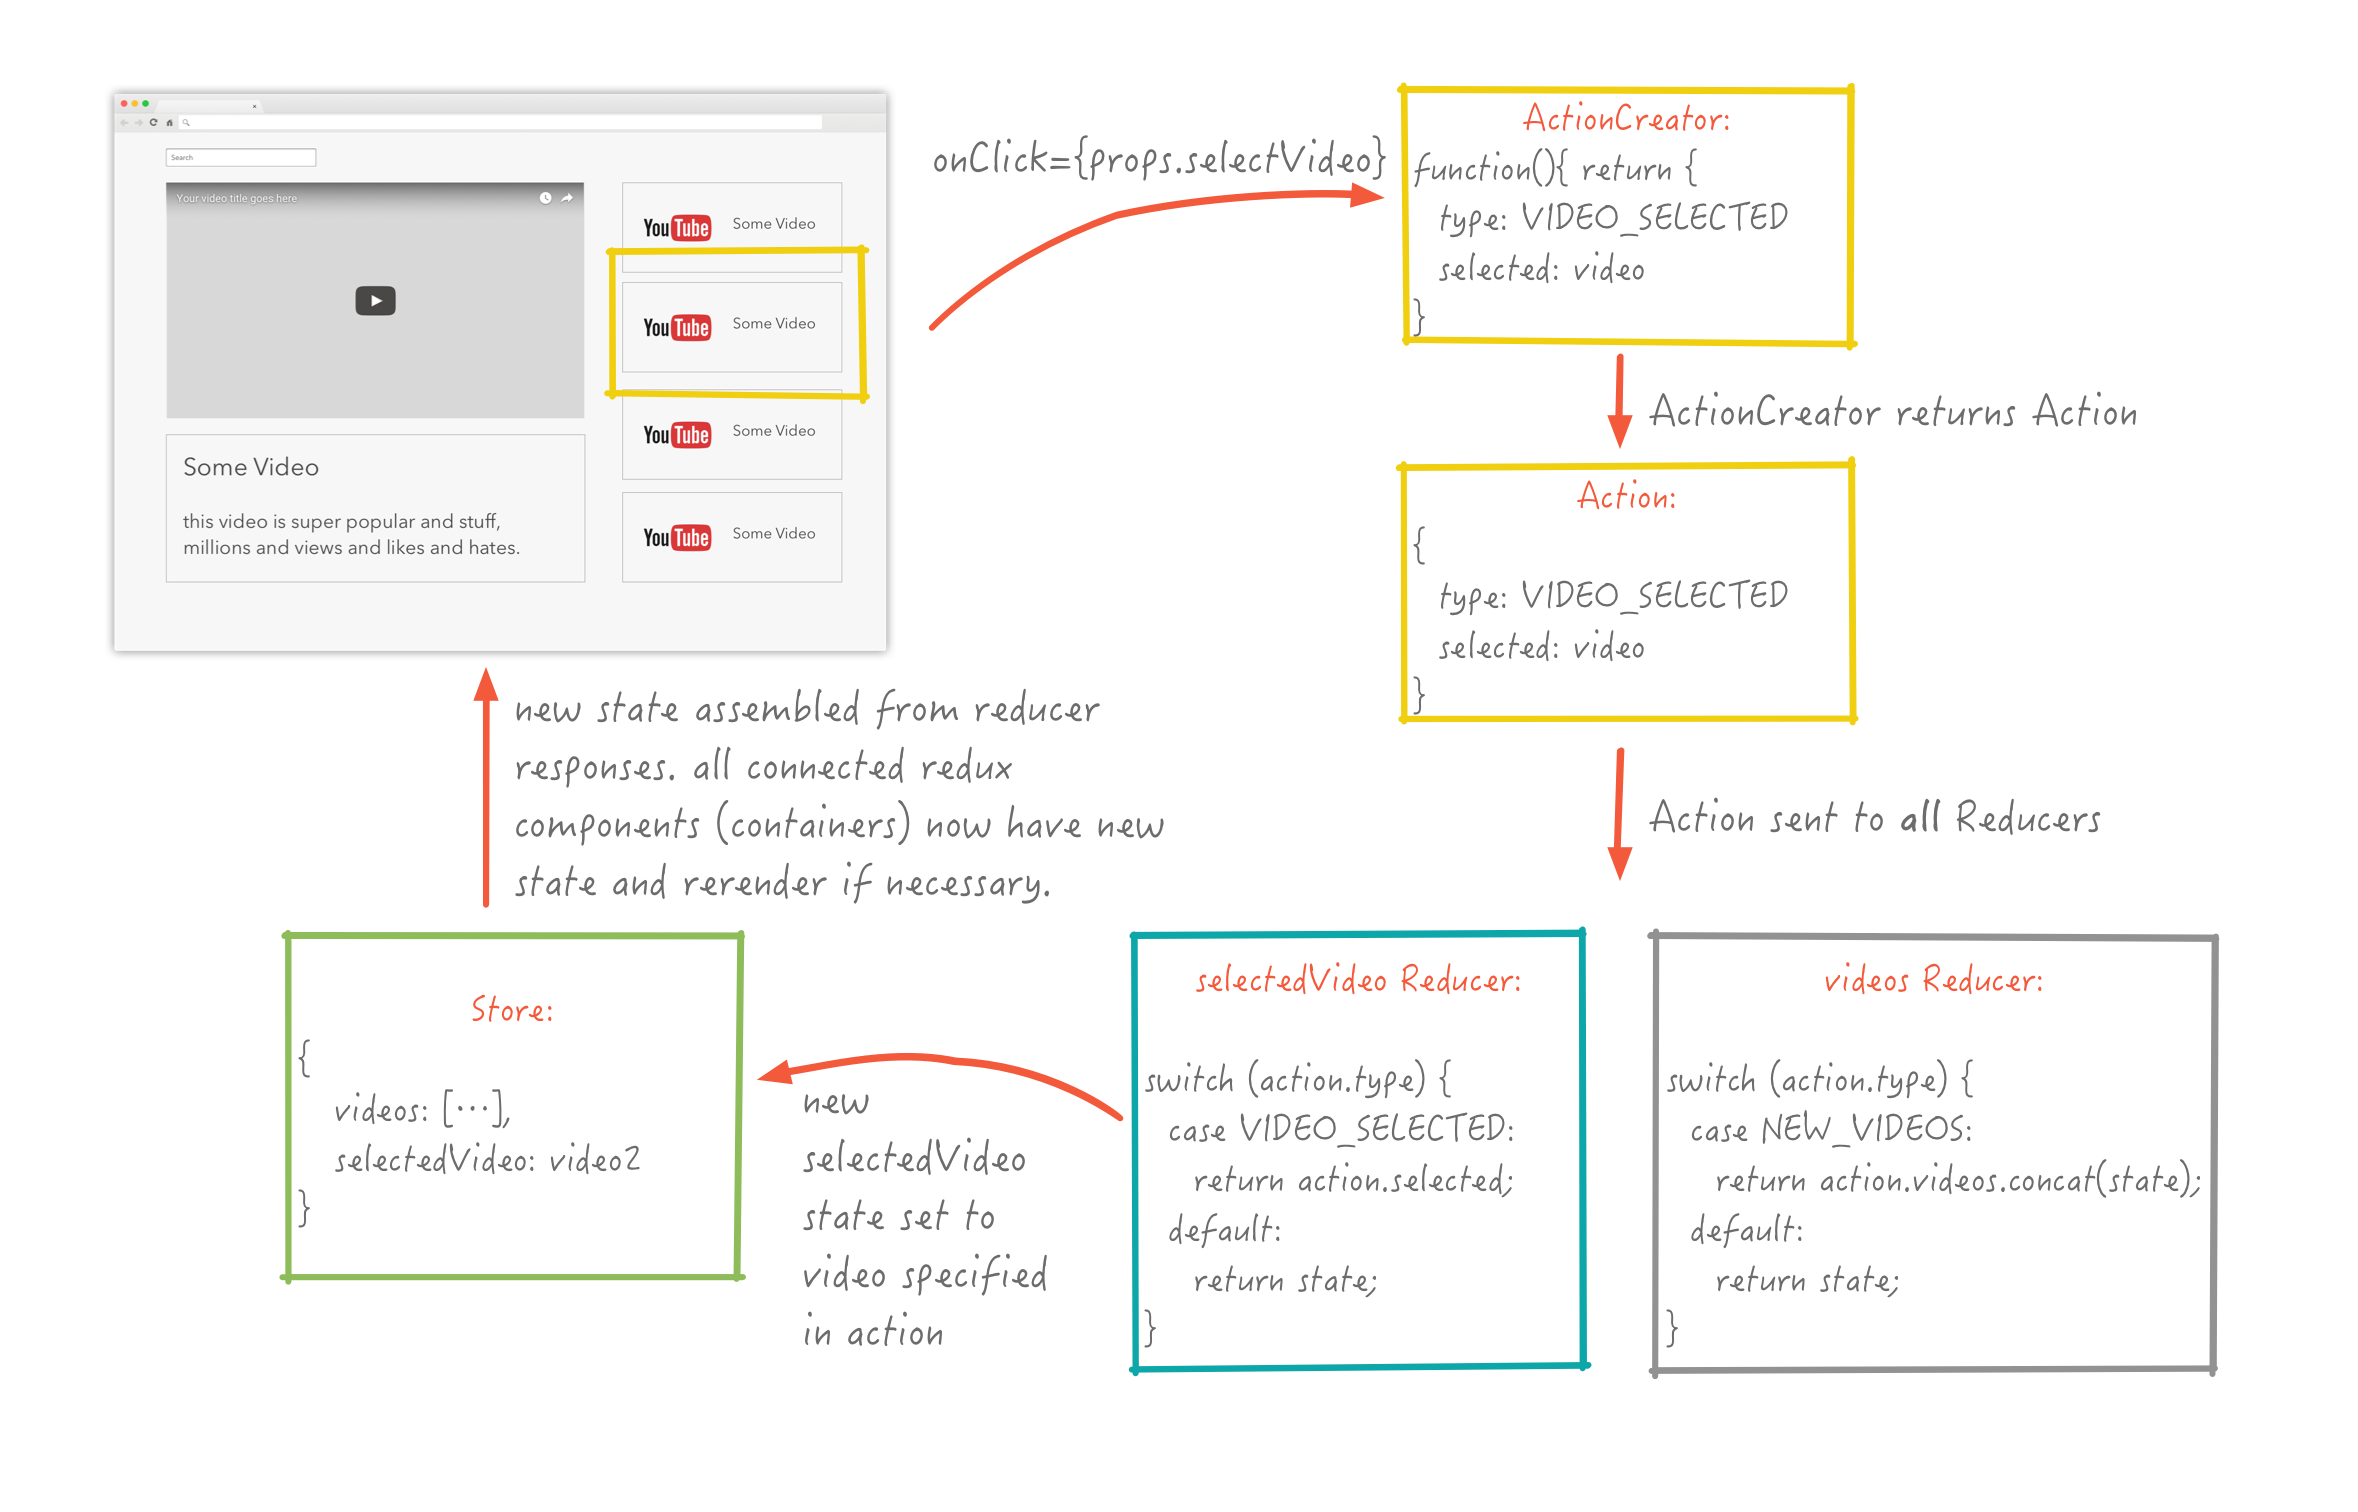 Search
Your video title goes here
YouTube Some Video
YouTube Some Video
YouTube Some Video
YouTube Some Video
Some Video
this video is super popular and stuff,
millions and views and likes and hates.
onClick={props.selectVideo}
ActionCreator:
function(){ return {
type: VIDEO_SELECTED
selected: video
}
ActionCreator returns Action
Action:
{
type: VIDEO_SELECTED
selected: video
}
Action sent to all Reducers
selectedVideo Reducer:
switch (action.type) {
case VIDEO_SELECTED:
return action.selected;
default:
return state;
}
videos Reducer:
switch (action.type) {
case NEW_VIDEOS:
return action.videos.concat(state);
default:
return state;
}
new
selectedVideo
state set to
video specified
in action
Store:
{
videos: [...],
selectedVideo: video2
}
new state assembled from reducer
responses. all connected redux
components (containers) now have new
state and rerender if necessary.